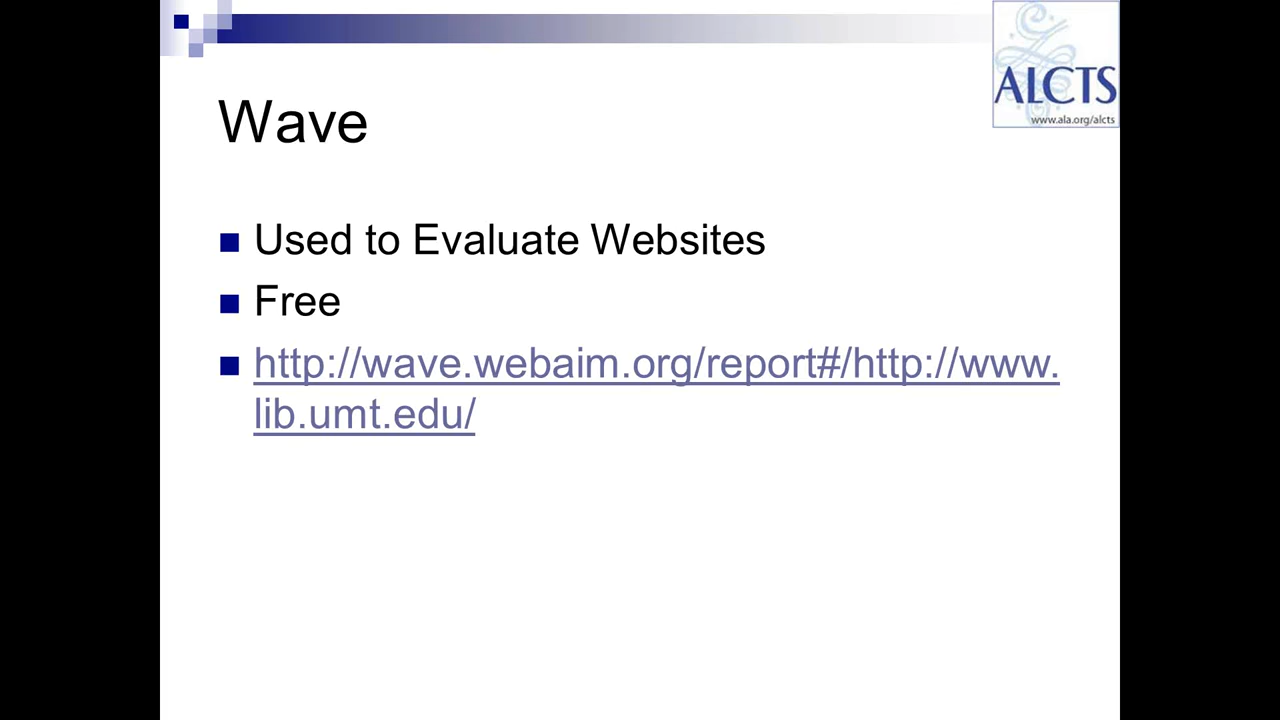 ALCTS
www.ala.org/alcts
Wave
Used to Evaluate Websites
Free
http://wave.webaim.org/report#/http://www.
lib.umt.edu/